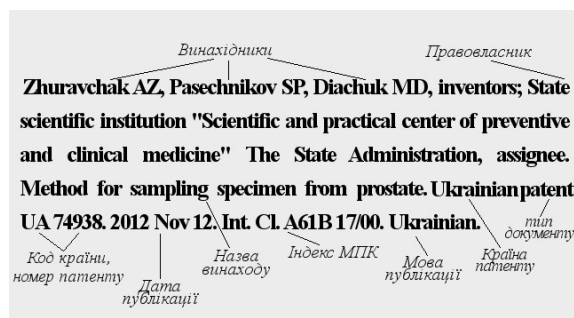 Винахідники
Правовласник
Zhuravchak AZ, Pasechnikov SP, Diachuk MD, inventors; State
scientific institution "Scientific and practical center of preventive
and clinical medicine" The State Administration, assignee.
Method for sampling specimen from prostate. Ukrainian patent
UA 74938. 2012 Nov 12. Int. Cl. A61B 17/00. Ukrainian.
Код країни,
номер патенту
Дата
публікації
Назва
винаходу
Індекс МПК
Мова
публікації
Країна
патенту
тип
документу